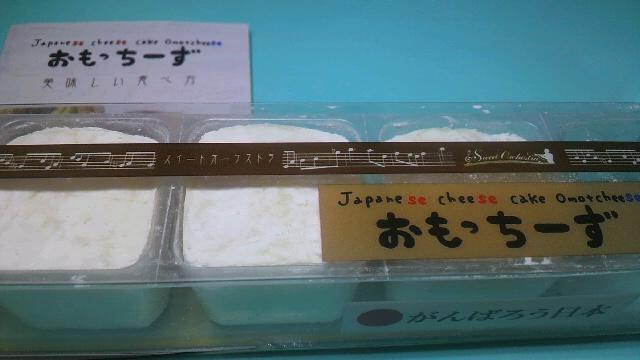 Japanese cheese cake Omotcheese
おもっちーず
美味しい食べ方
スイートオーケストラ
Sweet Orchestra
Japanese cheese cake Omotcheese
おもっちーず
がんばろう日本